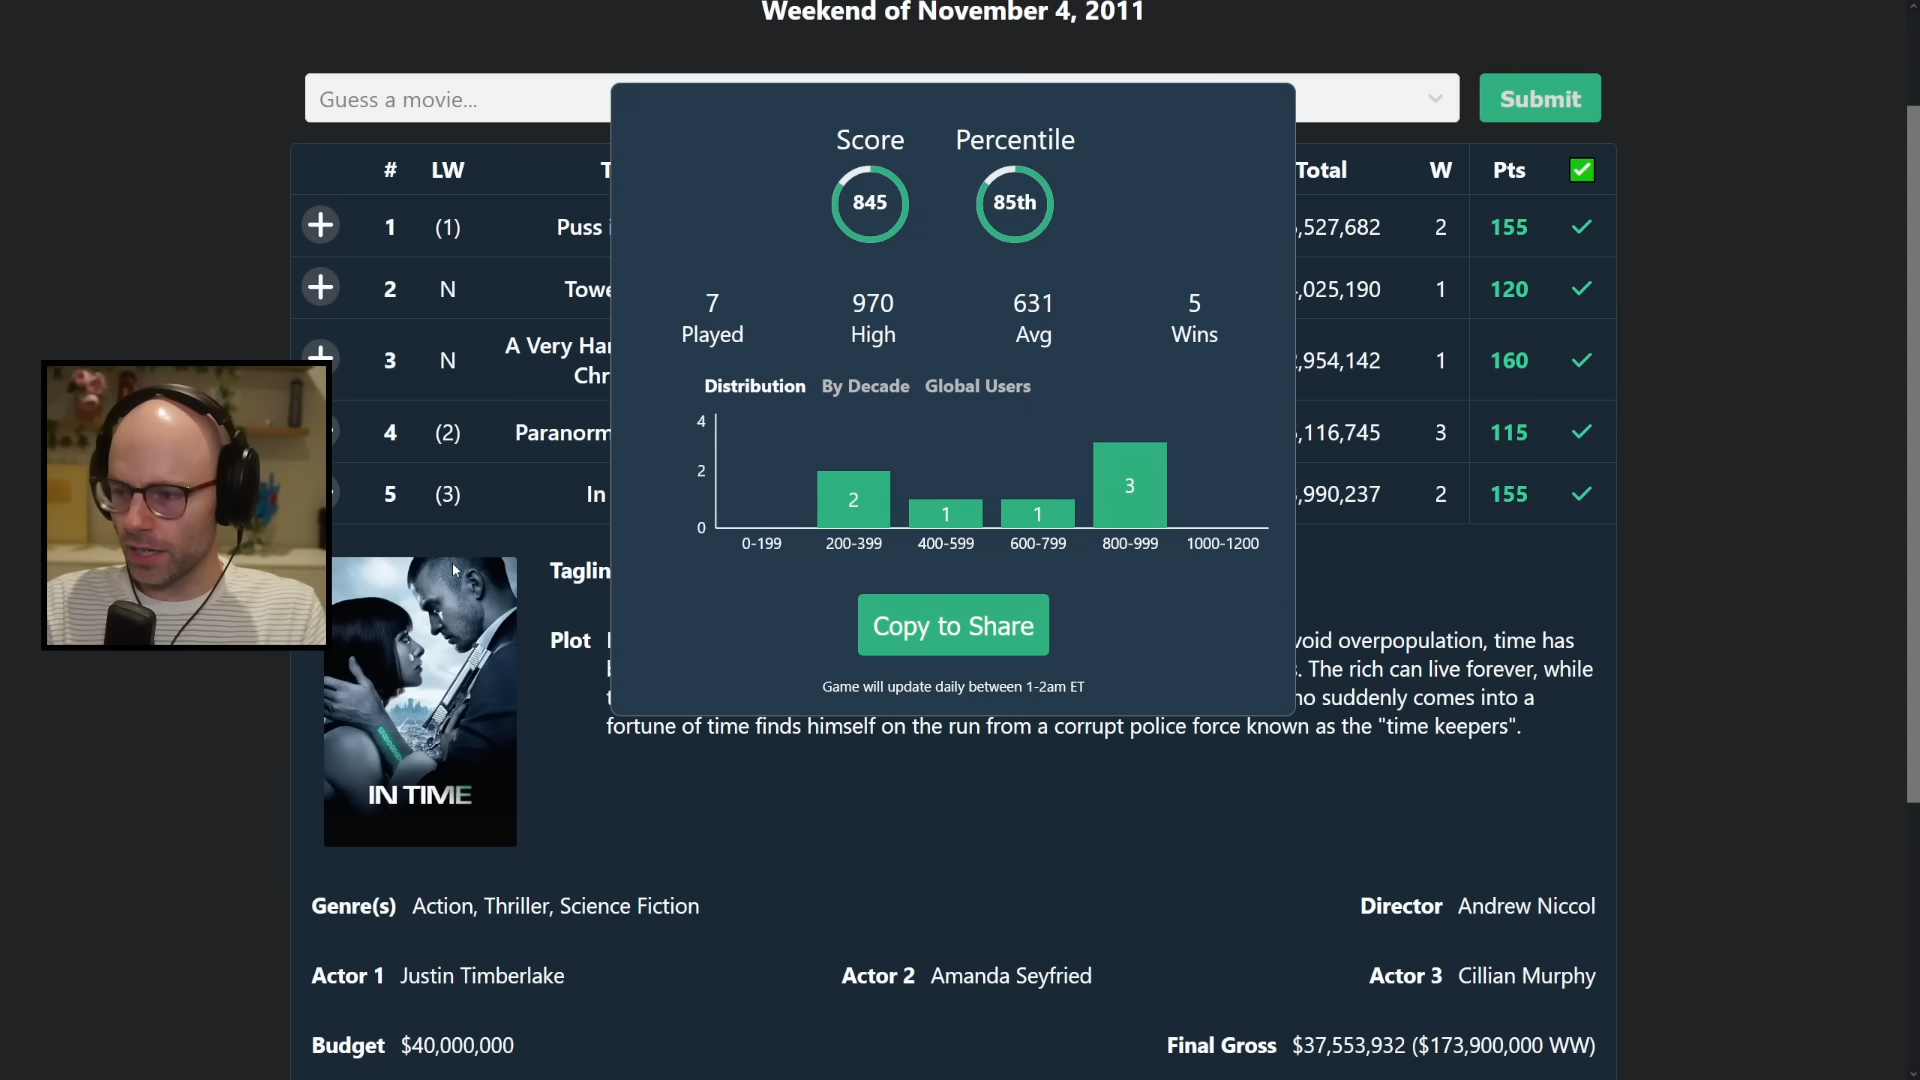 Weekend of November 4, 2011
Guess a movie...
Submit
Score
Percentile
845
85th
7
970
631
5
Played
High
Avg
Wins
Distribution
By Decade
Global Users
4
2
0
2
1
1
3
0-199
200-399
400-599
600-799
800-999
1000-1200
Copy to Share
Game will update daily between 1-2am ET
# LW Total W Pts
1 (1) Puss ,527,682 2 155
2 N Towe ,025,190 1 120
A Very Har
3 N ,954,142 1 160
Chr
4 (2) Paranorm ,116,745 3 115
5 (3) In ,990,237 2 155
IN TIME
Taglin
Plot void overpopulation, time has
. The rich can live forever, while
no suddenly comes into a
fortune of time finds himself on the run from a corrupt police force known as the "time keepers".
Genre(s) Action, Thriller, Science Fiction
Director Andrew Niccol
Actor 1 Justin Timberlake
Actor 2 Amanda Seyfried
Actor 3 Cillian Murphy
Budget $40,000,000
Final Gross $37,553,932 ($173,900,000 WW)